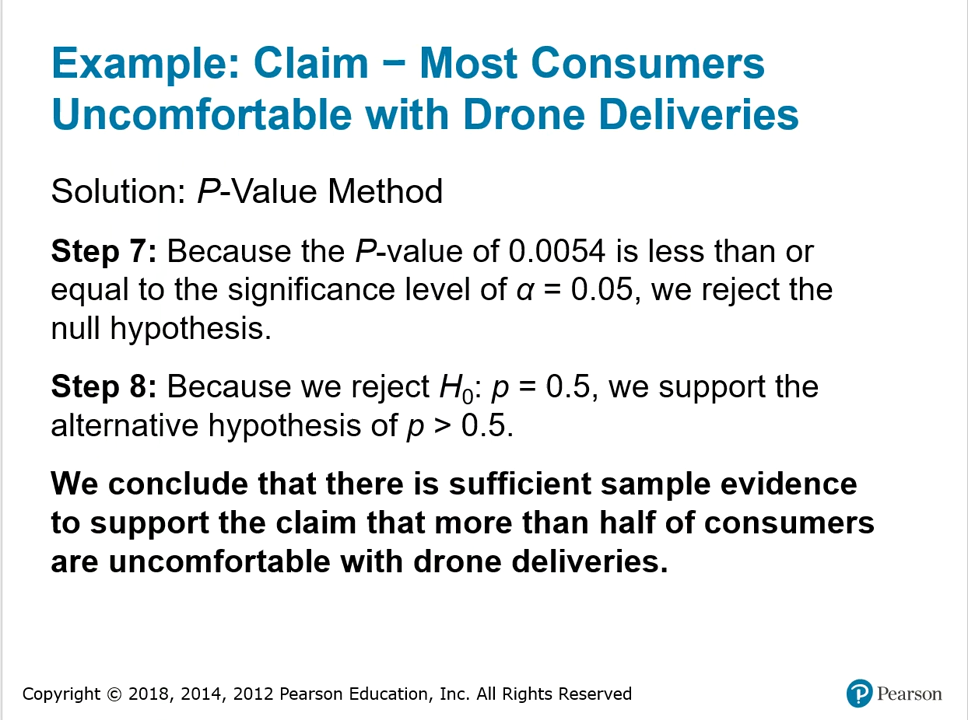 Example: Claim − Most Consumers
Uncomfortable with Drone Deliveries
Solution: P-Value Method
Step 7: Because the P-value of 0.0054 is less than or
equal to the significance level of α = 0.05, we reject the
null hypothesis.
Step 8: Because we reject H₀: p = 0.5, we support the
alternative hypothesis of p > 0.5.
We conclude that there is sufficient sample evidence
to support the claim that more than half of consumers
are uncomfortable with drone deliveries.
Copyright © 2018, 2014, 2012 Pearson Education, Inc. All Rights Reserved
P Pearson